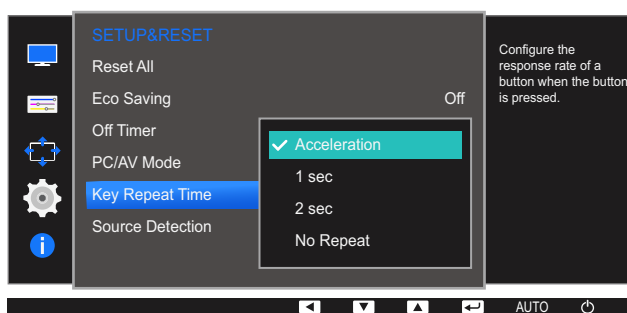 SETUP&RESET
Reset All
Eco Saving Off
Off Timer
PC/AV Mode
Key Repeat Time
Source Detection
Acceleration
1 sec
2 sec
No Repeat
Configure the
response rate of a
button when the button
is pressed.
AUTO